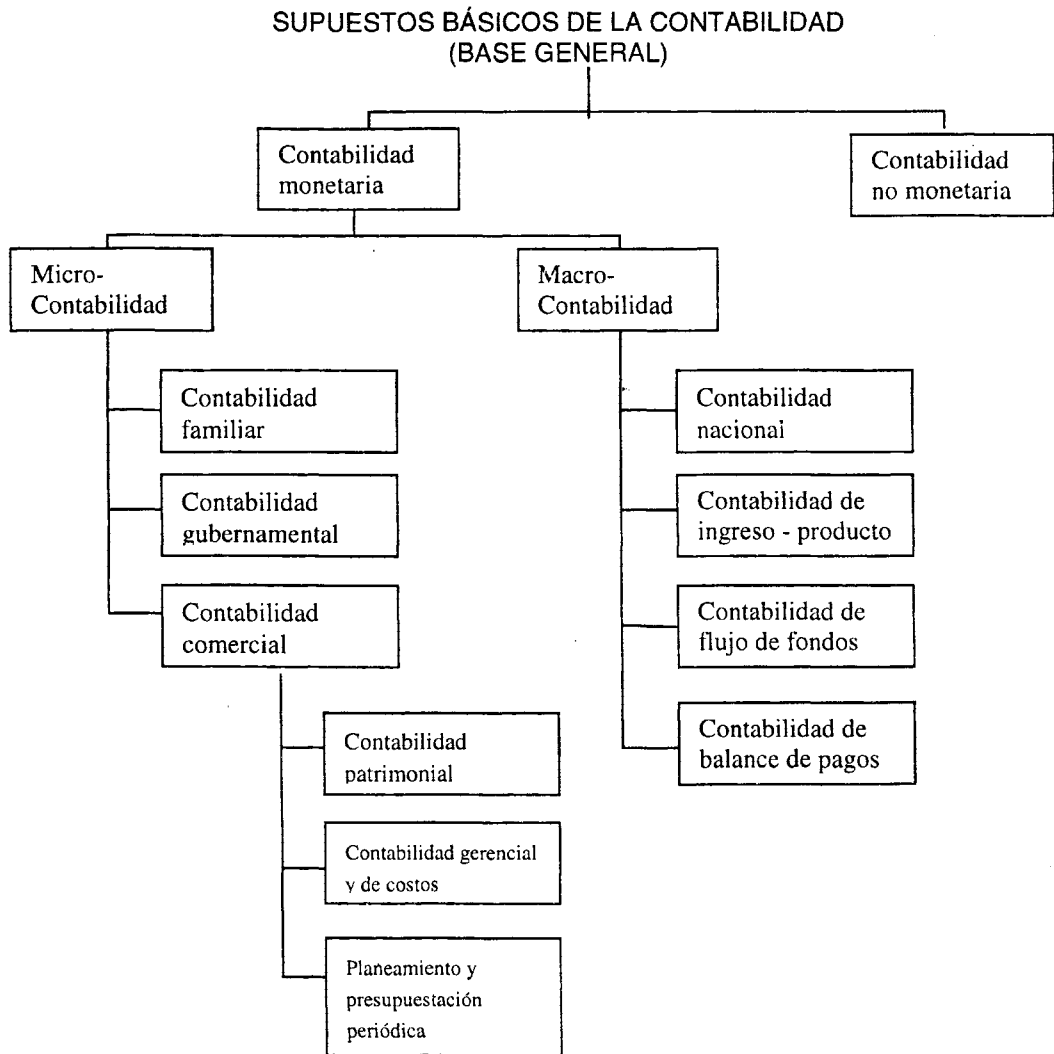 SUPUESTOS BÁSICOS DE LA CONTABILIDAD
(BASE GENERAL)
Contabilidad
monetaria
Contabilidad
no monetaria
Micro-
Contabilidad
Macro-
Contabilidad
Contabilidad
familiar
Contabilidad
gubernamental
Contabilidad
comercial
Contabilidad
patrimonial
Contabilidad gerencial
y de costos
Planeamiento y
presupuestación
periódica
Contabilidad
nacional
Contabilidad de
ingreso - producto
Contabilidad de
flujo de fondos
Contabilidad de
balance de pagos